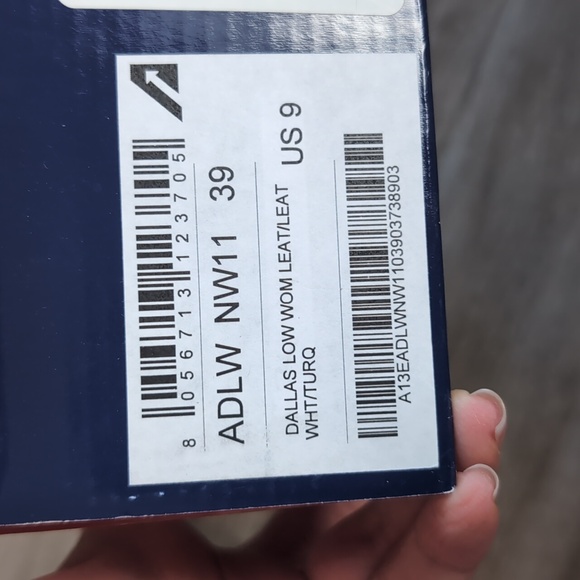 8 056713 123705
ADLW NW11 39
DALLAS LOW WOM LEAT/LEAT
WHT/TURQ
US 9
A13EADLWNW1103903738903